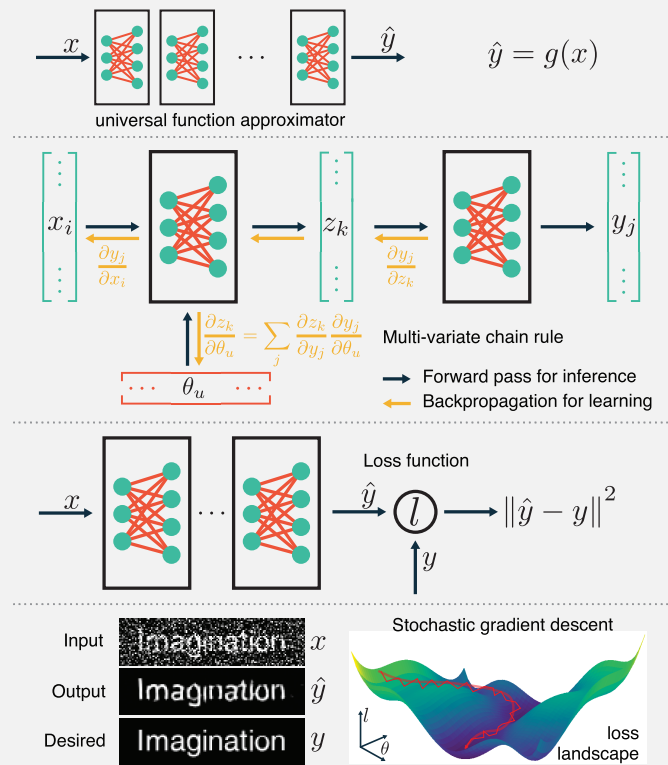 x
· · ·
ŷ
ŷ = g(x)
universal function approximator
x_i
z_k
y_j
∂y_j/∂x_i
∂y_j/∂z_k
∂z_k/∂θ_u = ∑_j ∂z_k/∂y_j ∂y_j/∂θ_u
Multi-variate chain rule
· · · θ_u · · ·
Forward pass for inference
Backpropagation for learning
Loss function
x
· · ·
ŷ
l
‖ŷ − y‖²
y
Stochastic gradient descent
Input Imagination x
Output Imagination ŷ
Desired Imagination y
l
θ
loss
landscape